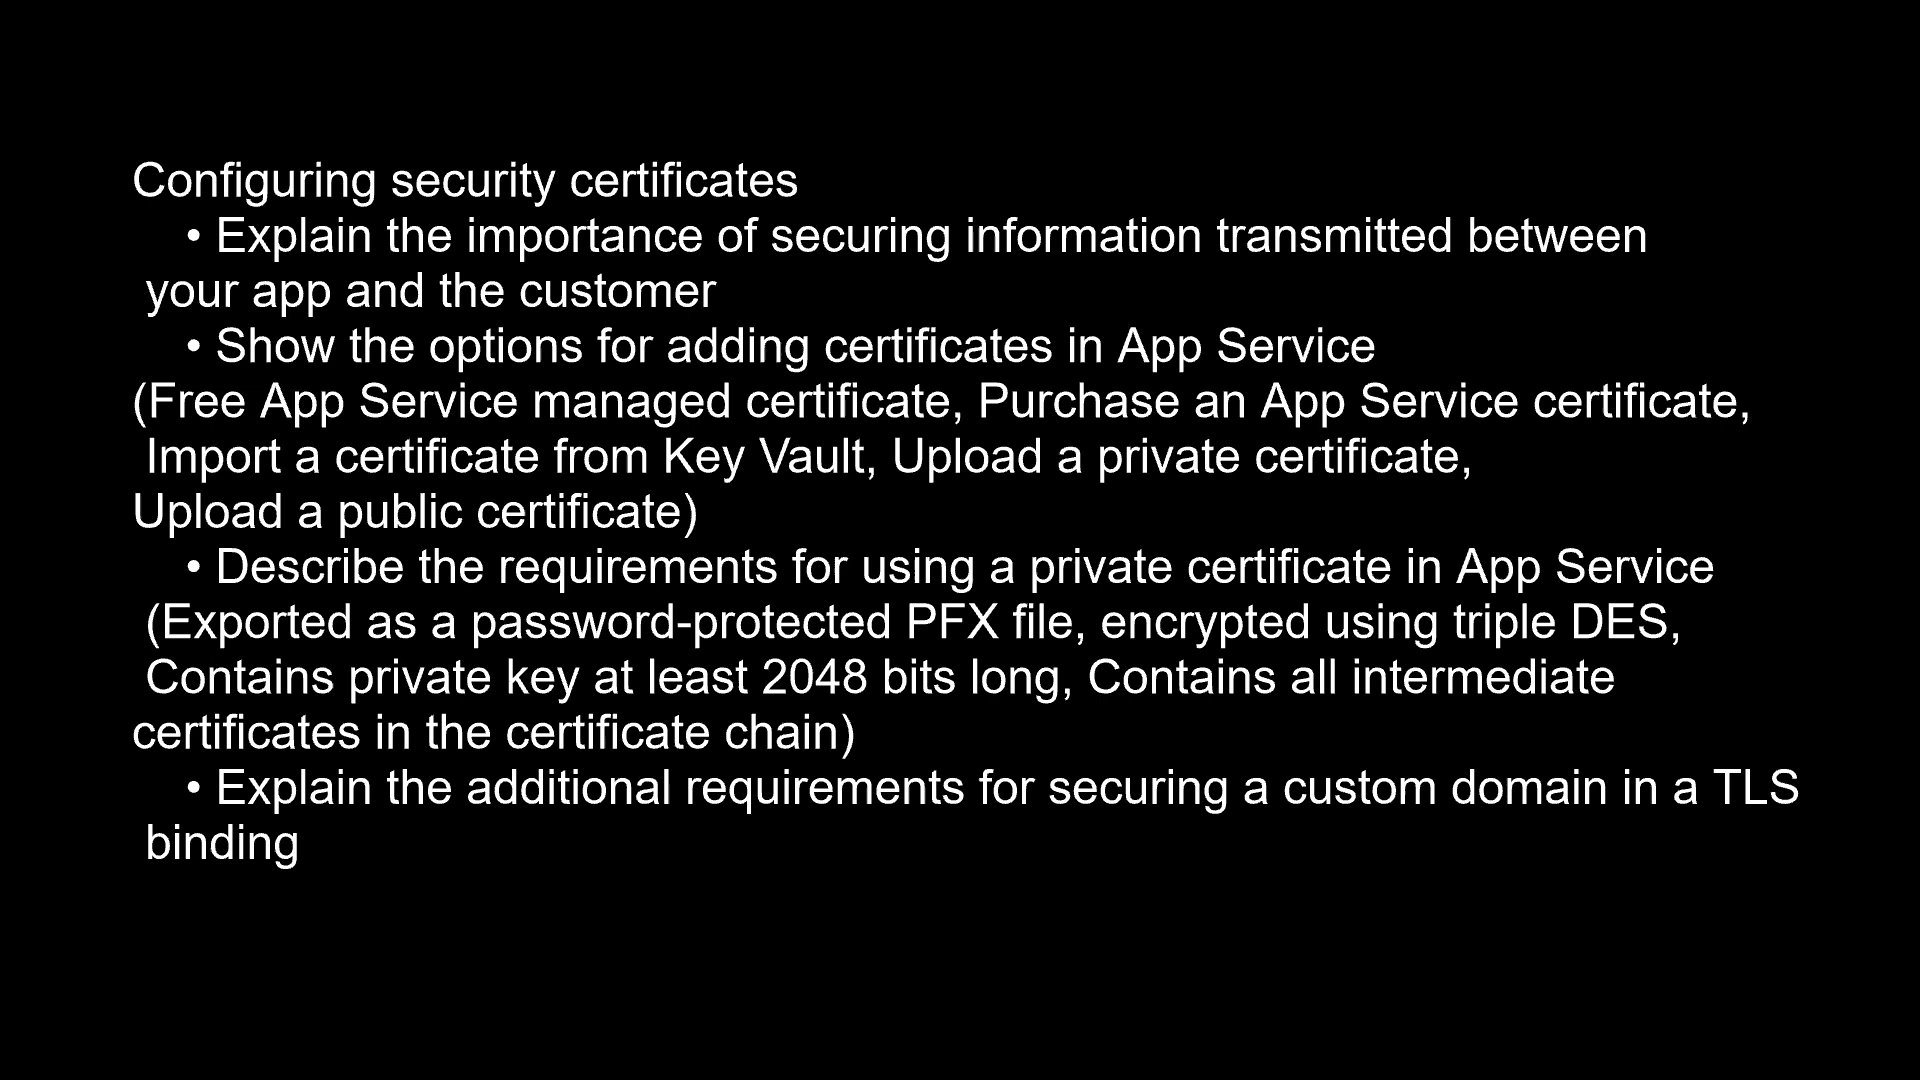 Configuring security certificates
• Explain the importance of securing information transmitted between
your app and the customer
• Show the options for adding certificates in App Service
(Free App Service managed certificate, Purchase an App Service certificate,
Import a certificate from Key Vault, Upload a private certificate,
Upload a public certificate)
• Describe the requirements for using a private certificate in App Service
(Exported as a password-protected PFX file, encrypted using triple DES,
Contains private key at least 2048 bits long, Contains all intermediate
certificates in the certificate chain)
• Explain the additional requirements for securing a custom domain in a TLS
binding